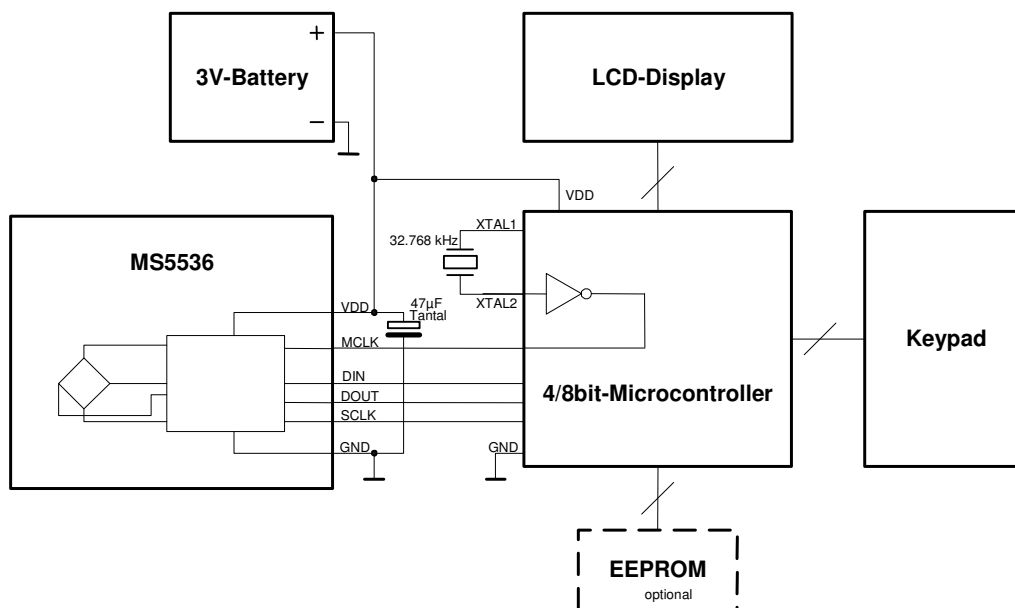 +
3V-Battery
−
LCD-Display
VDD
XTAL1
32.768 kHz
XTAL2
MS5536
VDD
47µF
Tantal
MCLK
DIN
DOUT
SCLK
GND
4/8bit-Microcontroller
GND
Keypad
EEPROM
optional